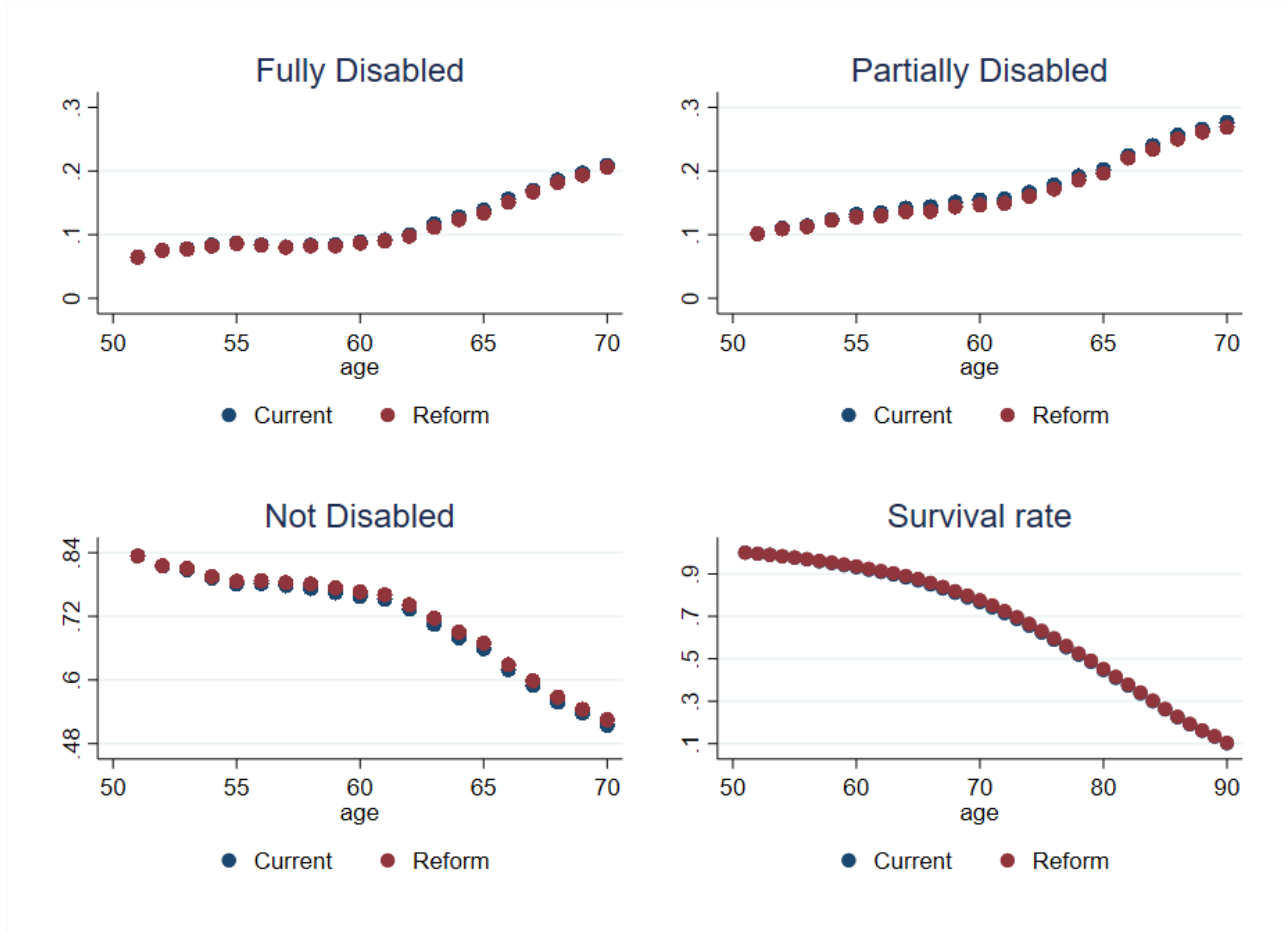 Fully Disabled
.3
.2
.1
0
50 55 60 65 70
age
Current Reform
Partially Disabled
.3
.2
.1
0
50 55 60 65 70
age
Current Reform
Not Disabled
.84
.72
.6
.48
50 55 60 65 70
age
Current Reform
Survival rate
.9
.7
.5
.3
.1
50 60 70 80 90
age
Current Reform